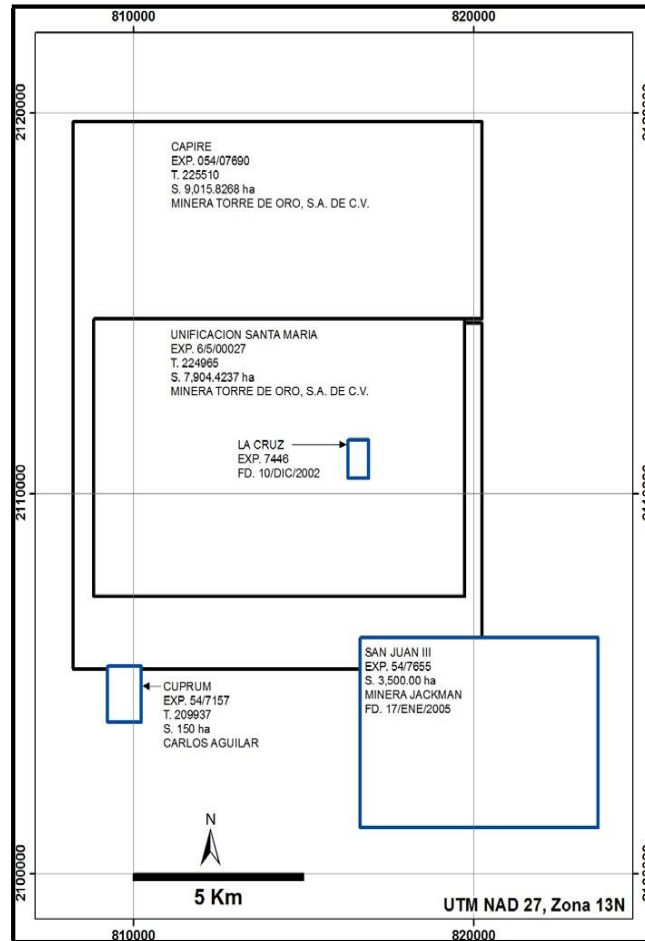 810000
820000
2120000
2120000
CAPIRE
EXP. 054/07690
T. 225510
S. 9,015.8268 ha
MINERA TORRE DE ORO, S.A. DE C.V.
UNIFICACION SANTA MARIA
EXP. 6/5/00027
T. 224965
S. 7,904.4237 ha
MINERA TORRE DE ORO, S.A. DE C.V.
LA CRUZ
EXP. 7446
FD. 10/DIC/2002
2110000
2110000
SAN JUAN III
EXP. 54/7655
S. 3,500.00 ha
MINERA JACKMAN
FD. 17/ENE/2005
CUPRUM
EXP. 54/7157
T. 209937
S. 150 ha
CARLOS AGUILAR
N
2100000
2100000
5 Km
UTM NAD 27, Zona 13N
810000
820000